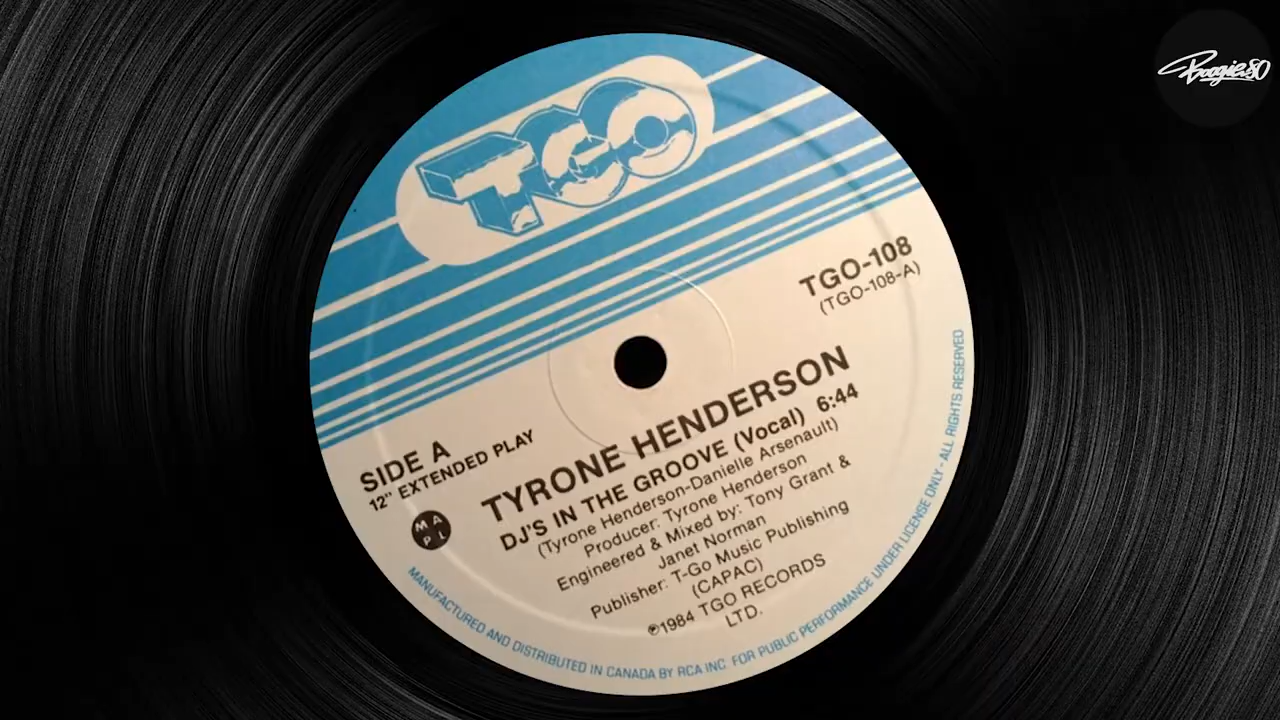 Boogie80
TGO
TGO-108
(TGO-108-A)
SIDE A
12" EXTENDED PLAY
MAPL
TYRONE HENDERSON
DJ'S IN THE GROOVE (Vocal) 6:44
(Tyrone Henderson-Danielle Arsenault)
Producer: Tyrone Henderson
Engineered & Mixed by: Tony Grant &
Janet Norman
Publisher: T-Go Music Publishing
(CAPAC)
℗1984 TGO RECORDS
LTD.
MANUFACTURED AND DISTRIBUTED IN CANADA BY RCA INC. FOR PUBLIC PERFORMANCE UNDER LICENSE ONLY - ALL RIGHTS RESERVED